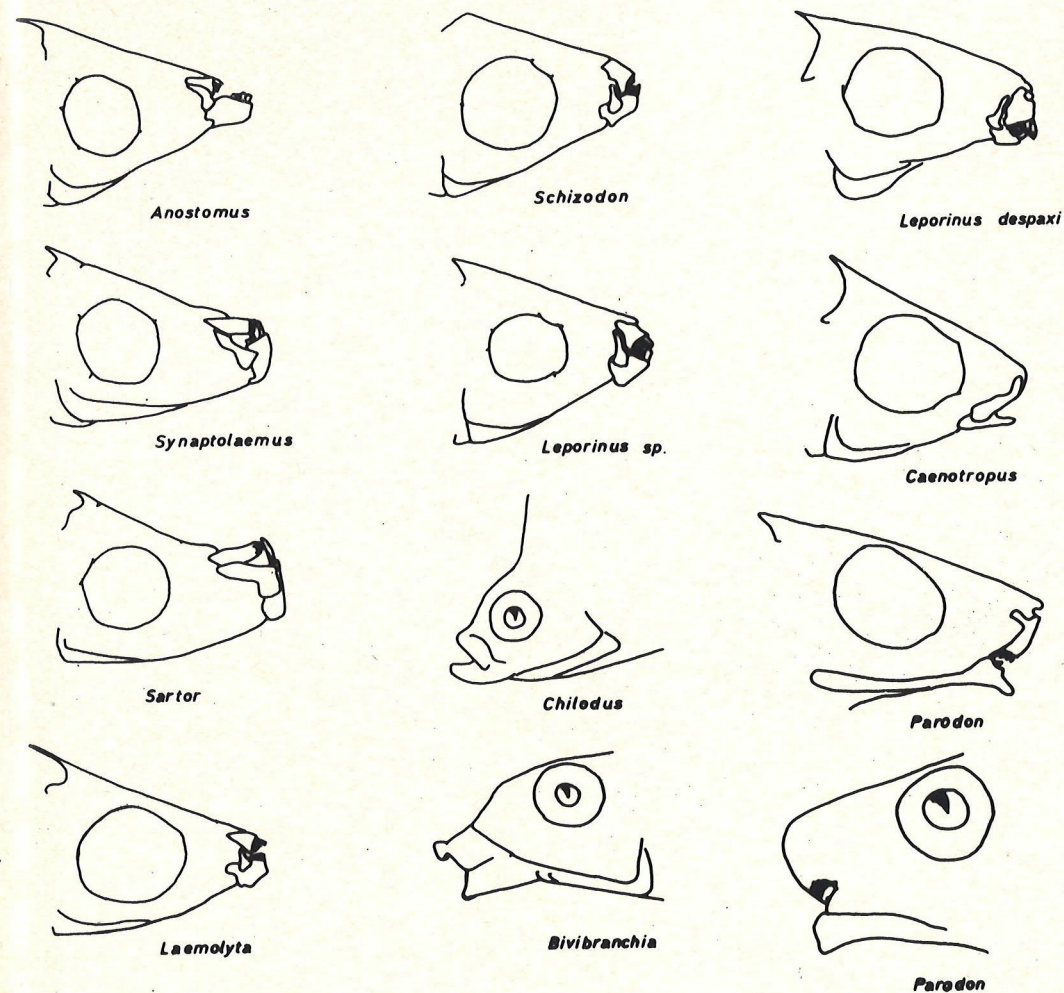 Anostomus
Schizodon
Leporinus despaxi
Synaptolaemus
Leporinus sp.
Caenotropus
Sartor
Chilodus
Parodon
Laemolyta
Bivibranchia
Parodon